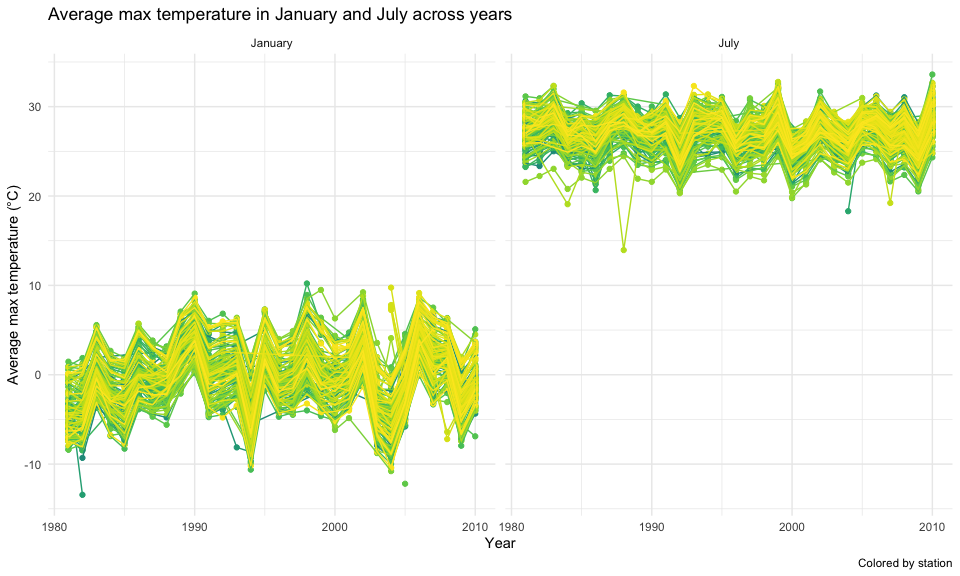 Average max temperature in January and July across years
January
July
Average max temperature (°C)
30
20
10
0
-10
1980
1990
2000
2010
1980
1990
2000
2010
Year
Colored by station